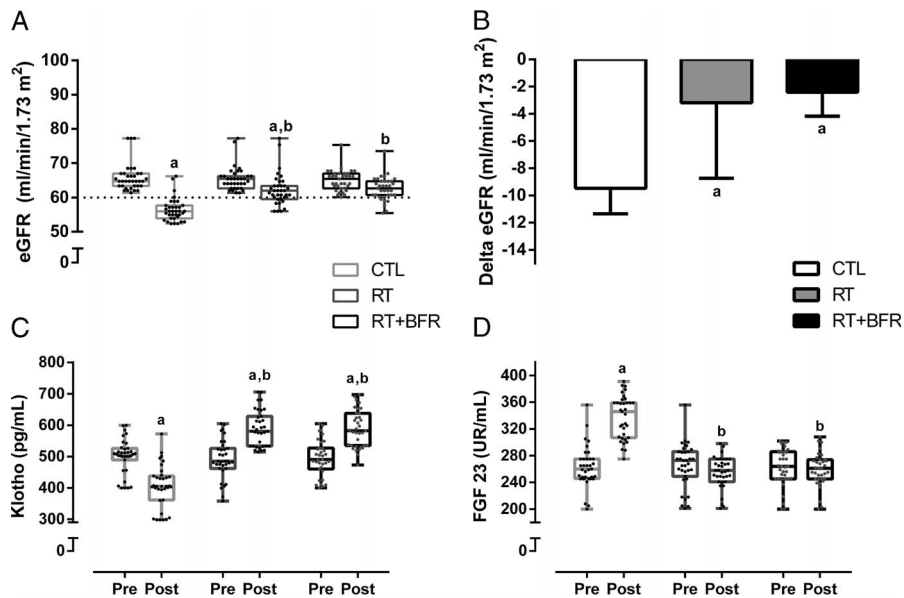 A
eGFR (ml/min/1.73 m²)
100
90
80
70
60
50
0
a
a,b
b
B
Delta eGFR (ml/min/1.73 m²)
0
-2
-4
-6
-8
-10
-12
-14
a
a
CTL
RT
RT+BFR
CTL
RT
RT+BFR
C
Klotho (pg/mL)
800
700
600
500
400
300
0
a
a,b
a,b
Pre Post Pre Post Pre Post
D
FGF 23 (UR/mL)
400
360
320
280
240
200
0
a
b
b
Pre Post Pre Post Pre Post